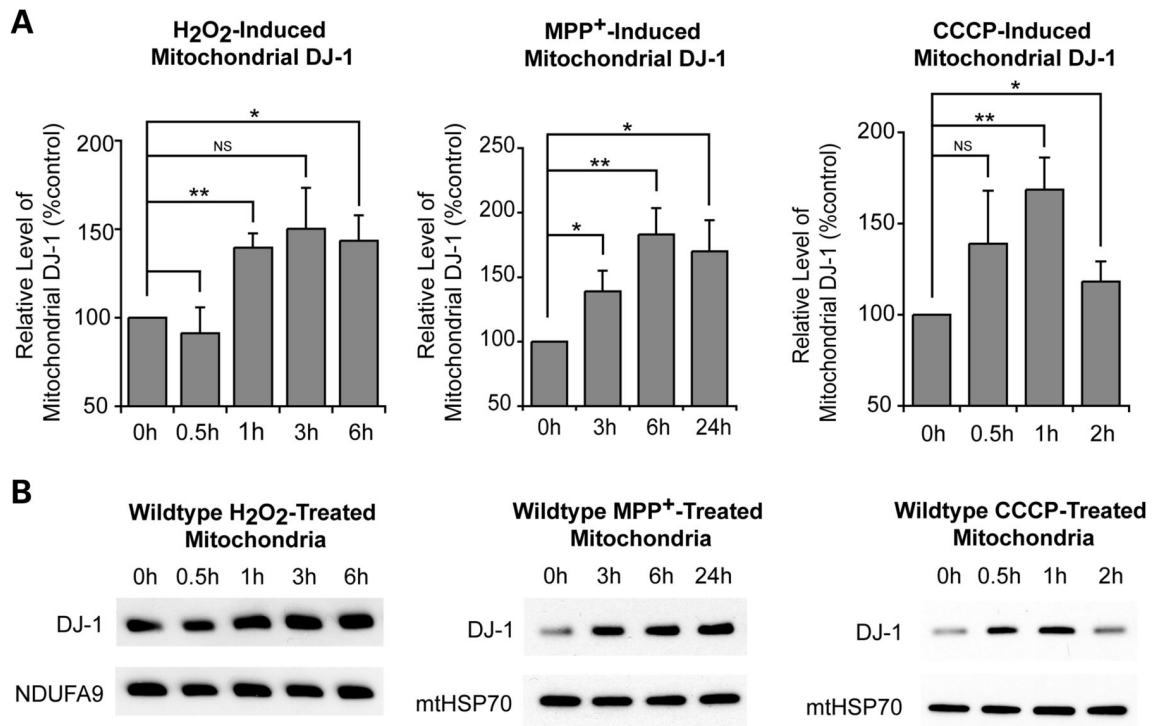 A
H2O2-Induced
Mitochondrial DJ-1
Relative Level of
Mitochondrial DJ-1 (%control)
200
150
100
50
*
NS
**
0h 0.5h 1h 3h 6h
MPP+-Induced
Mitochondrial DJ-1
Relative Level of
Mitochondrial DJ-1 (%control)
250
200
150
100
50
*
**
*
0h 3h 6h 24h
CCCP-Induced
Mitochondrial DJ-1
Relative Level of
Mitochondrial DJ-1 (%control)
200
150
100
50
*
**
NS
0h 0.5h 1h 2h
B
Wildtype H2O2-Treated
Mitochondria
0h 0.5h 1h 3h 6h
DJ-1
NDUFA9
Wildtype MPP+-Treated
Mitochondria
0h 3h 6h 24h
DJ-1
mtHSP70
Wildtype CCCP-Treated
Mitochondria
0h 0.5h 1h 2h
DJ-1
mtHSP70